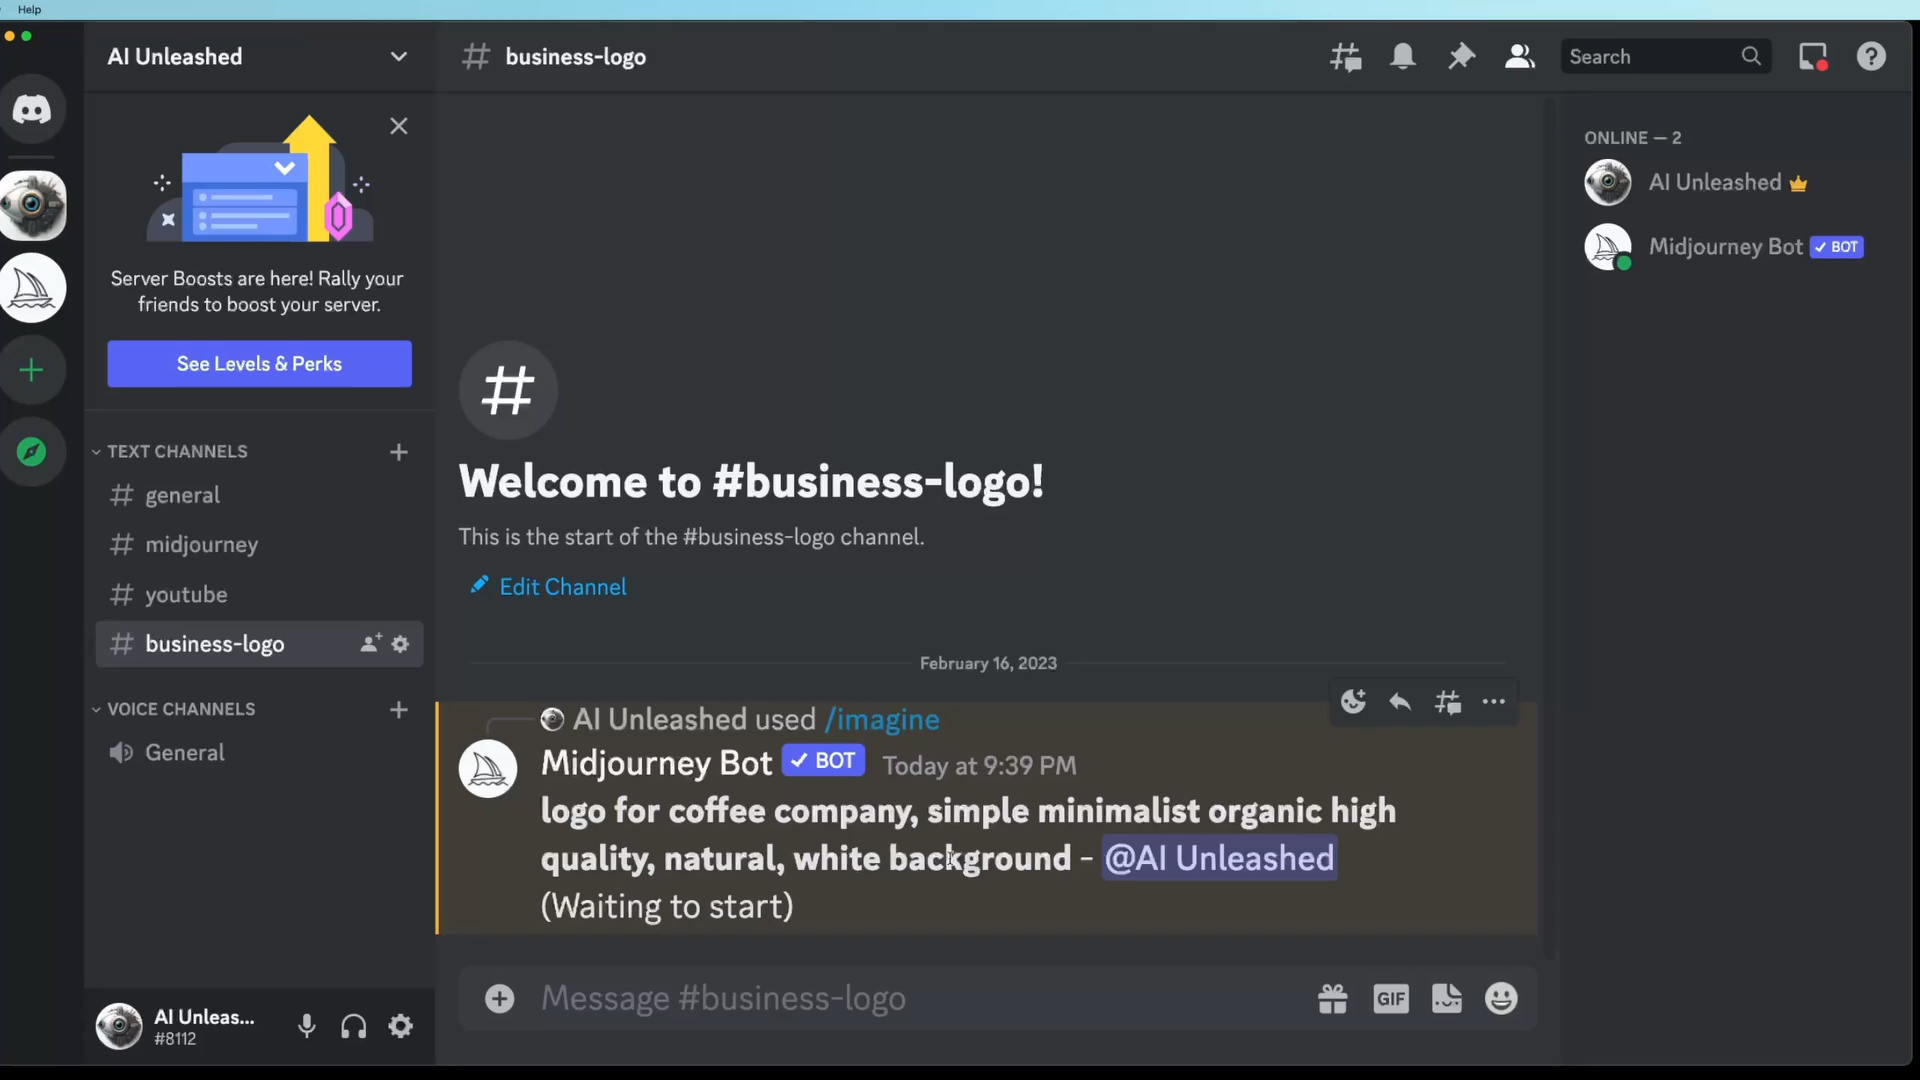 Help
AI Unleashed
Server Boosts are here! Rally your
friends to boost your server.
See Levels & Perks
TEXT CHANNELS
general
midjourney
youtube
business-logo
VOICE CHANNELS
General
AI Unleas...
#8112
business-logo
Search
Welcome to #business-logo!
This is the start of the #business-logo channel.
Edit Channel
February 16, 2023
AI Unleashed used /imagine
Midjourney Bot ✓ BOT Today at 9:39 PM
logo for coffee company, simple minimalist organic high
quality, natural, white background - @AI Unleashed
(Waiting to start)
Message #business-logo
GIF
ONLINE — 2
AI Unleashed
Midjourney Bot ✓ BOT